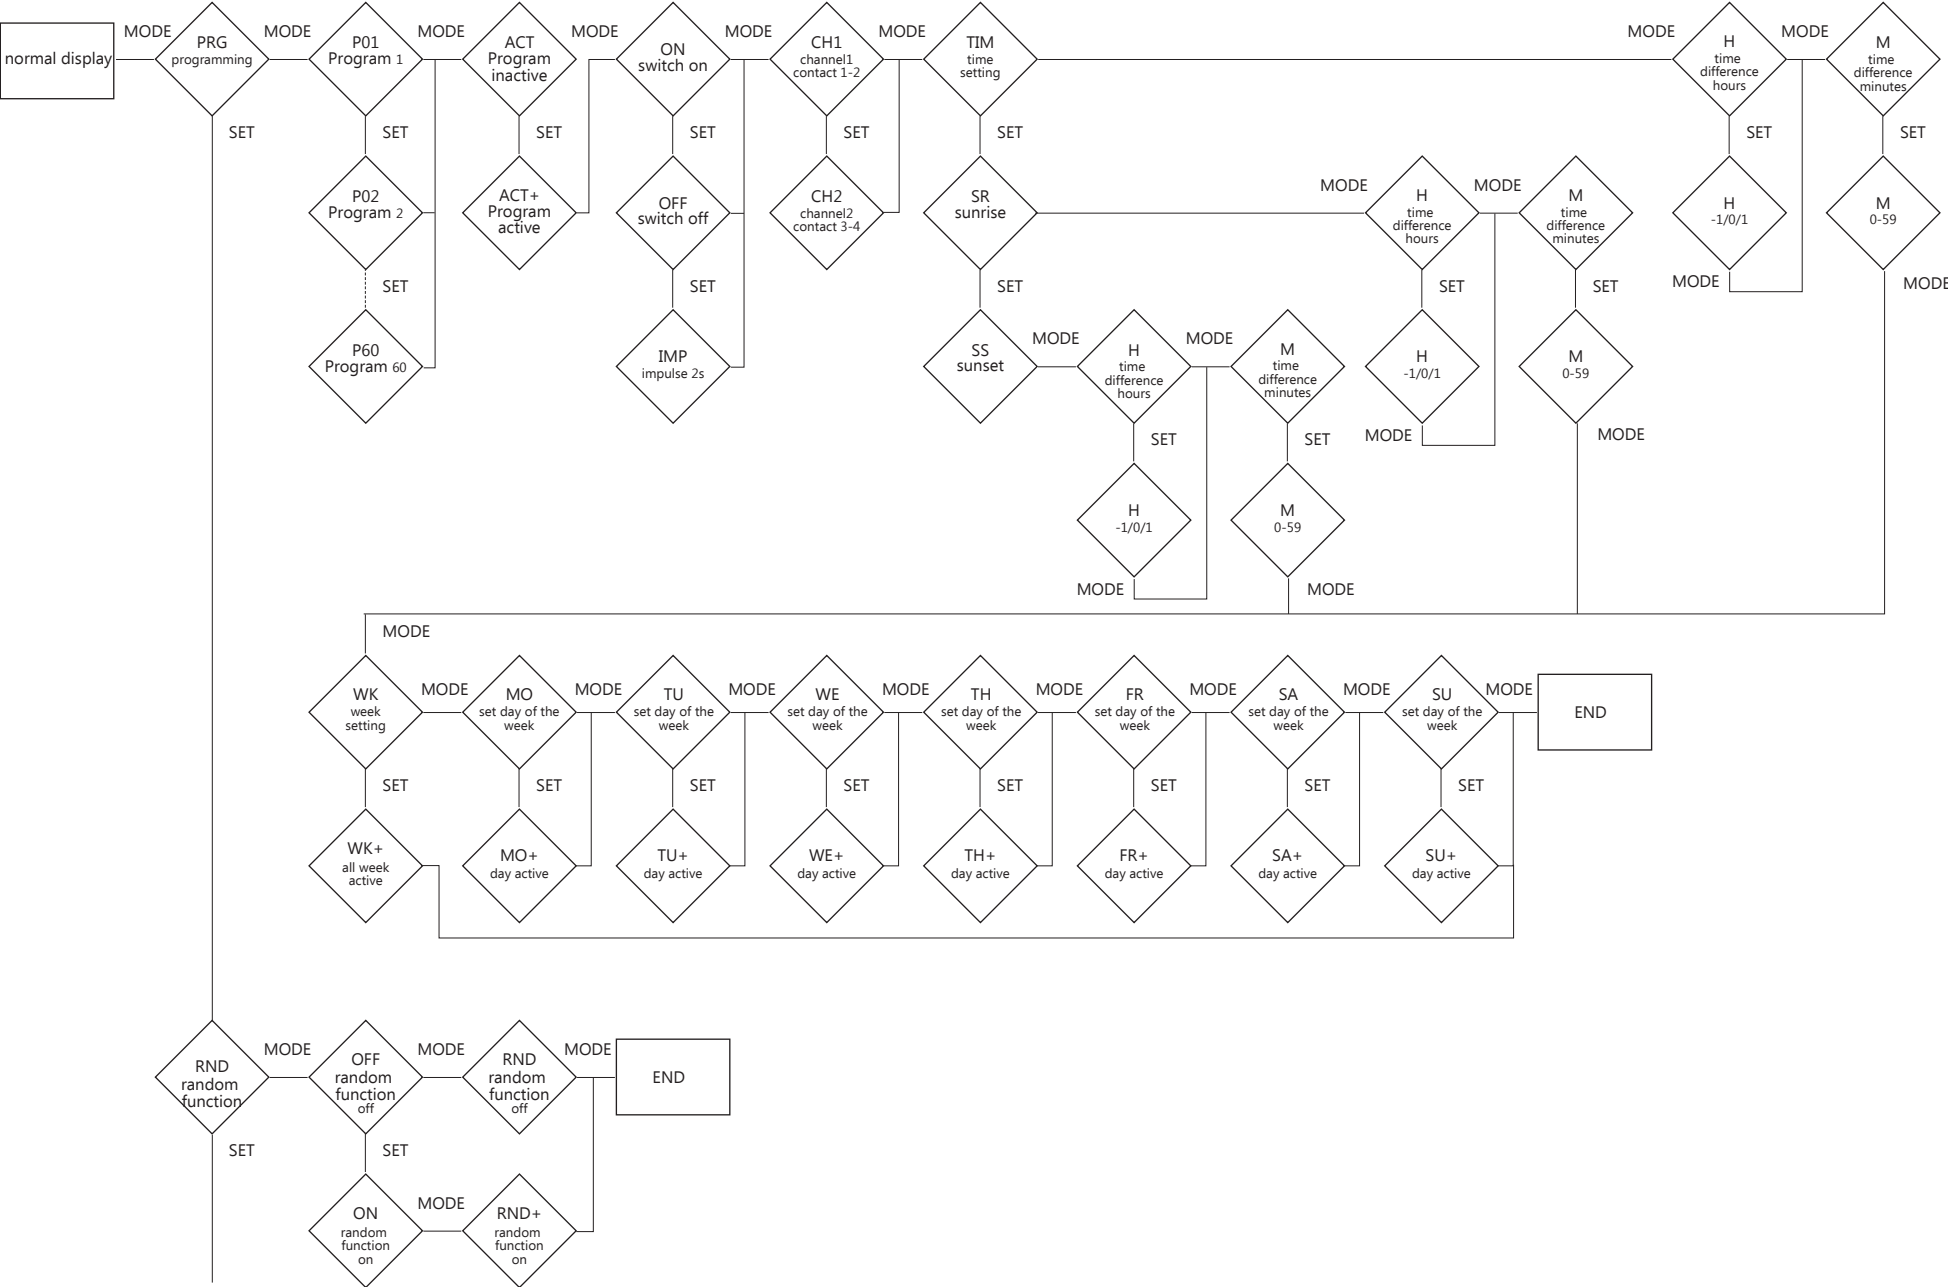 normal display
MODE
PRG
programming
MODE
P01
Program 1
MODE
ACT
Program
inactive
MODE
ON
switch on
MODE
CH1
channel1
contact 1-2
MODE
TIM
time
setting
MODE
H
time
difference
hours
MODE
M
time
difference
minutes
SET
SET
SET
SET
SET
SET
SET
SET
P02
Program 2
ACT+
Program
active
OFF
switch off
CH2
channel2
contact 3-4
SR
sunrise
MODE
H
time
difference
hours
MODE
M
time
difference
minutes
H
-1/0/1
M
0-59
SET
SET
SET
SET
SET
MODE
MODE
P60
Program 60
IMP
impulse 2s
SS
sunset
MODE
H
time
difference
hours
MODE
M
time
difference
minutes
H
-1/0/1
M
0-59
SET
SET
MODE
MODE
H
-1/0/1
M
0-59
MODE
MODE
MODE
WK
week
setting
MODE
MO
set day of the
week
MODE
TU
set day of the
week
MODE
WE
set day of the
week
MODE
TH
set day of the
week
MODE
FR
set day of the
week
MODE
SA
set day of the
week
MODE
SU
set day of the
week
MODE
END
SET
SET
SET
SET
SET
SET
SET
SET
WK+
all week
active
MO+
day active
TU+
day active
WE+
day active
TH+
day active
FR+
day active
SA+
day active
SU+
day active
RND
random
function
MODE
OFF
random
function
off
MODE
RND
random
function
off
MODE
END
SET
SET
ON
random
function
on
MODE
RND+
random
function
on